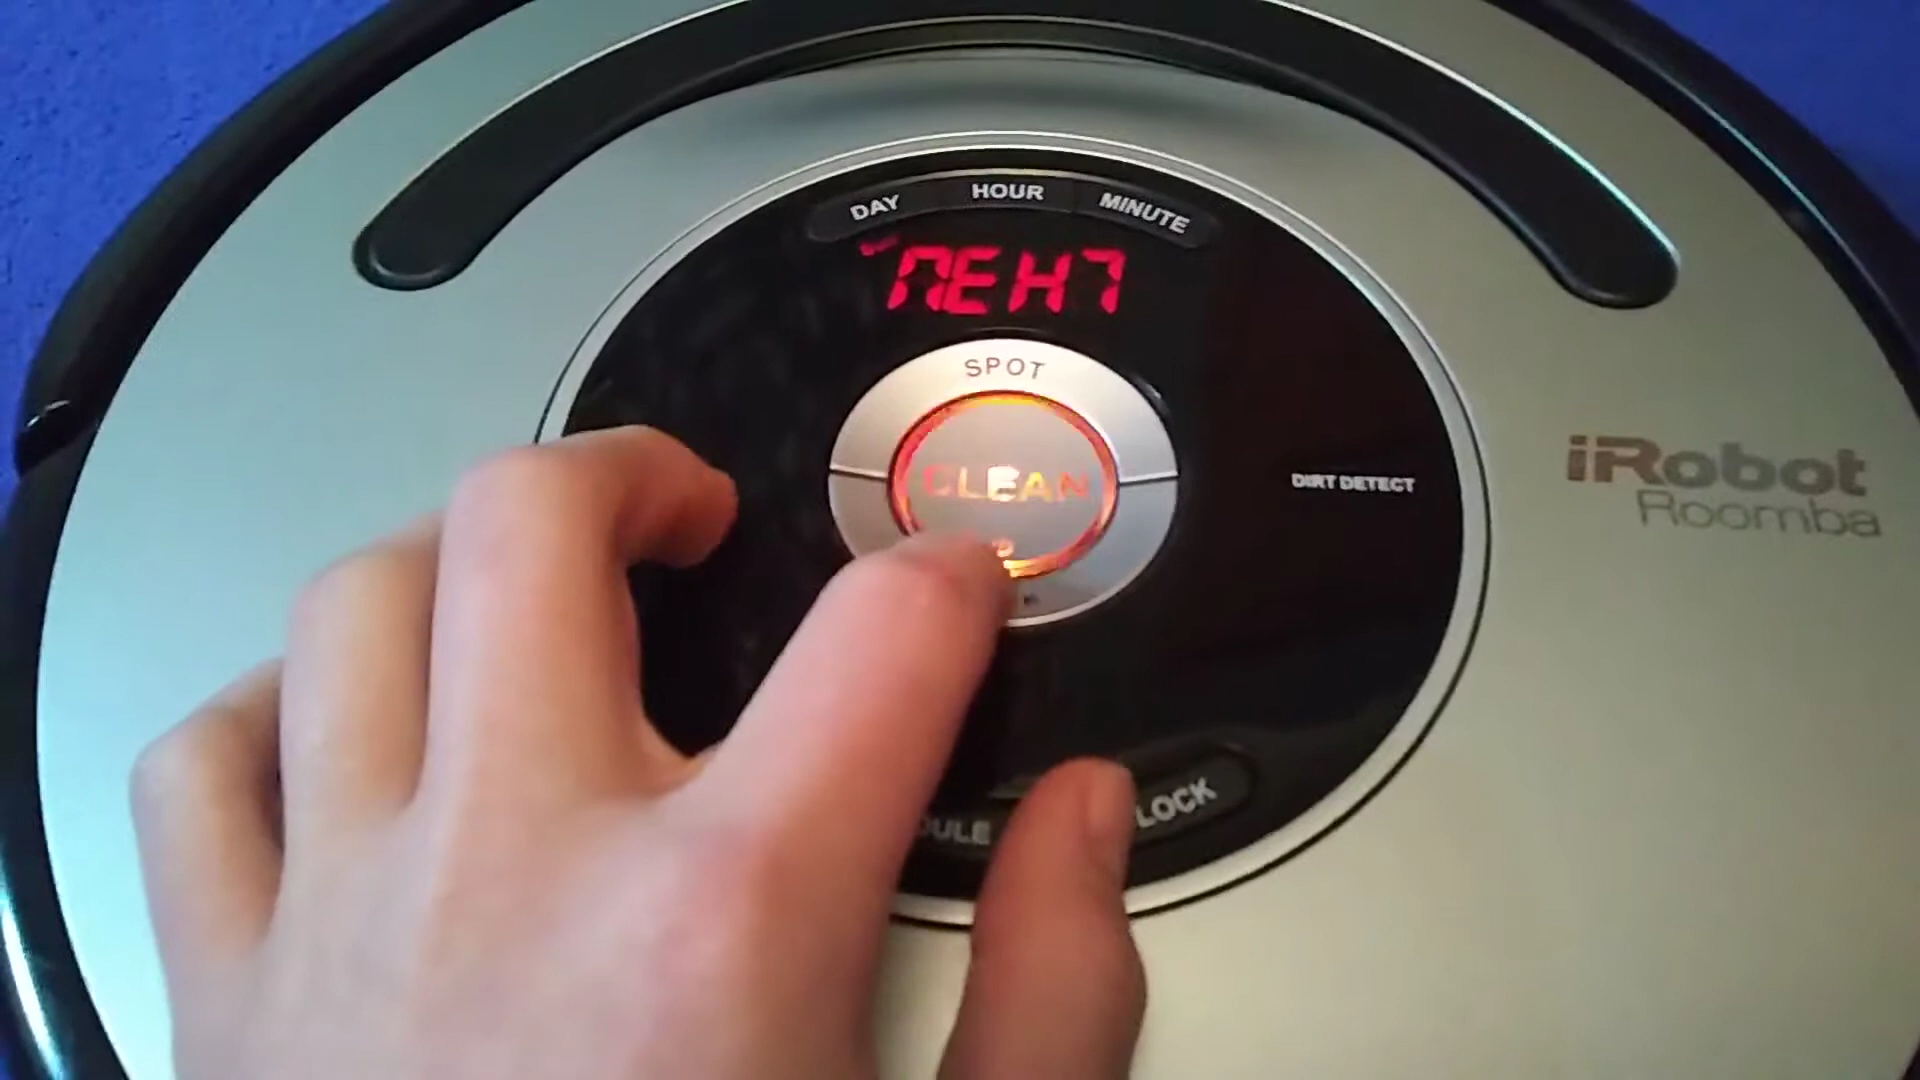 DAY HOUR MINUTE
NEH7
SPOT
CLEAN
DIRT DETECT
iRobot
Roomba
LOCK